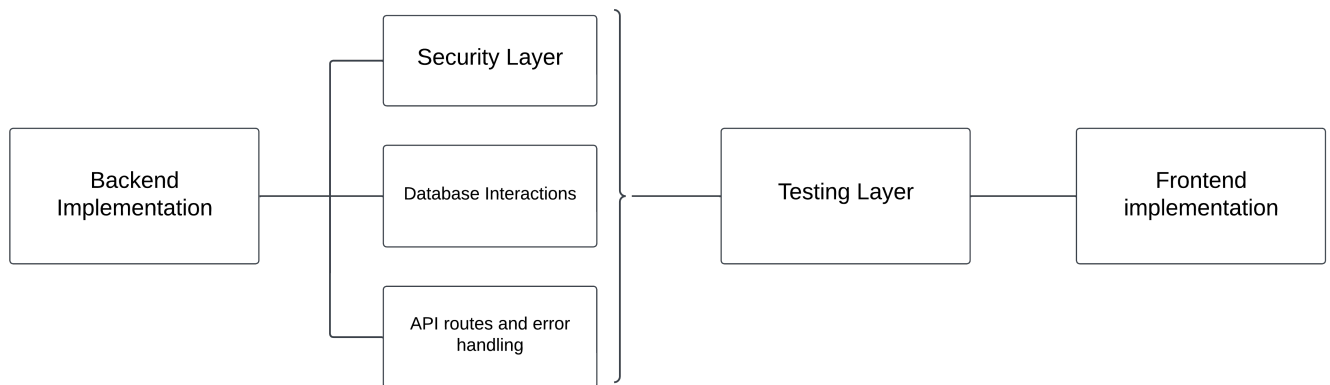 Backend
Implementation
Security Layer
Database Interactions
API routes and error
handling
Testing Layer
Frontend
implementation